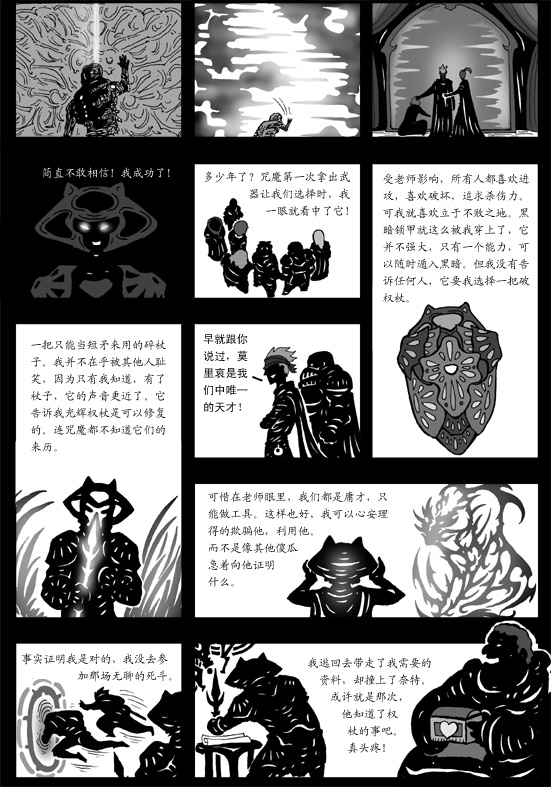 简直不敢相信！我成功了！
多少年了？咒魔第一次拿出武
器让我们选择时，我
一眼就看中了它！
受老师影响，所有人都喜欢进
攻，喜欢破坏，追求杀伤力。
可我就喜欢立于不败之地。黑
暗锁甲就这么被我穿上了，它
并不强大，只有一个能力，可
以随时遁入黑暗。但我没有告
诉任何人，它要我选择一把破
权杖。
一把只能当短矛来用的碎杖
子。我并不在乎被其他人耻
笑，因为只有我知道，有了
杖子，它的声音更近了。它
告诉我光辉权杖是可以修复
的。连咒魔都不知道它们的
来历。
早就跟你
说过，莫
里哀是我
们中唯一
的天才！
可惜在老师眼里，我们都是庸才，只
能做工具。这样也好，我可以心安理
得的欺骗他，利用他。
而不是像其他傻瓜
急着向他证明
什么。
事实证明我是对的，我没去参
加那场无聊的死斗。
我逃回去带走了我需要的
资料，却撞上了奈特。
或许就是那次，
他知道了权
杖的事吧。
真头疼！